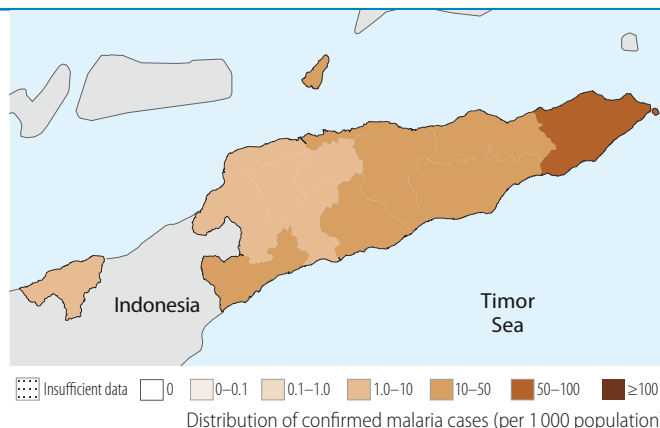 Indonesia
Timor
Sea
Insufficient data 0 0–0.1 0.1–1.0 1.0–10 10–50 50–100 ≥100
Distribution of confirmed malaria cases (per 1 000 population